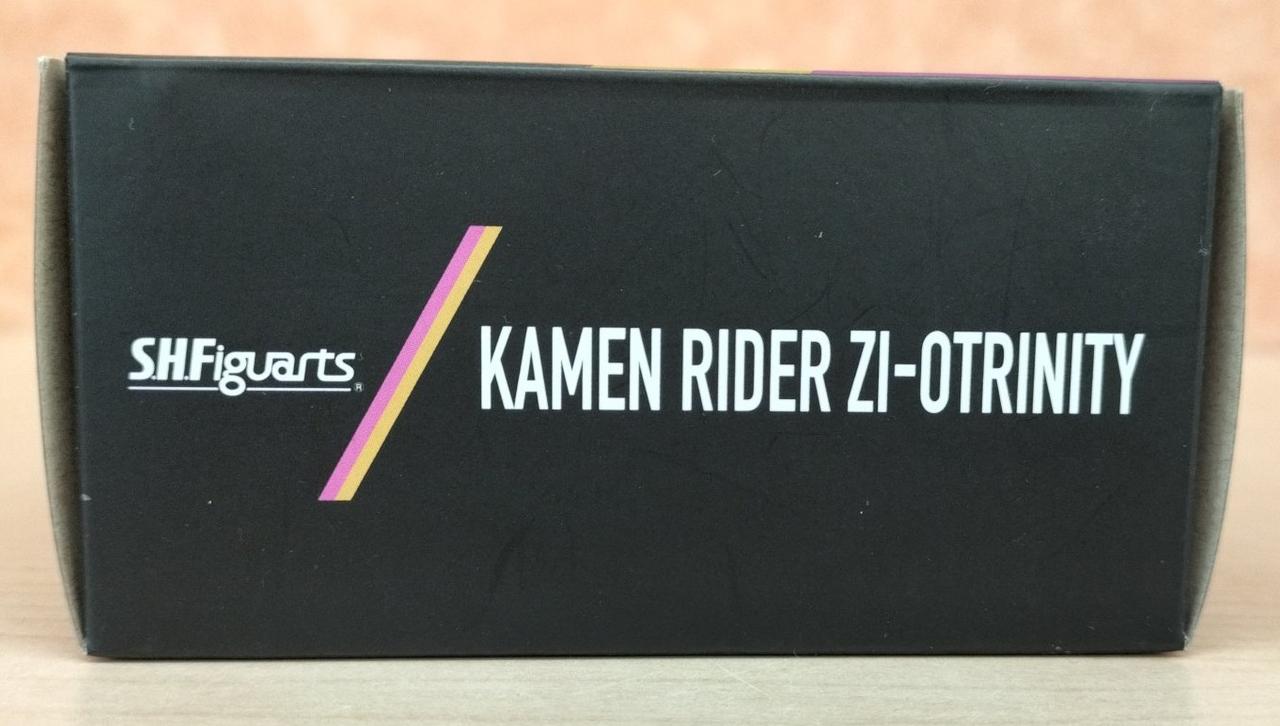 S.H.Figuarts®
KAMEN RIDER ZI-OTRINITY